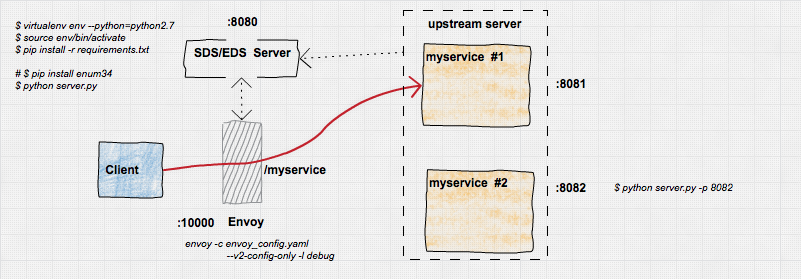 $ virtualenv env --python=python2.7
$ source env/bin/activate
$ pip install -r requirements.txt
# $ pip install enum34
$ python server.py
:8080
SDS/EDS Server
upstream server
myservice #1
:8081
Client
/myservice
myservice #2
:8082
$ python server.py -p 8082
:10000 Envoy
envoy -c envoy_config.yaml
--v2-config-only -l debug